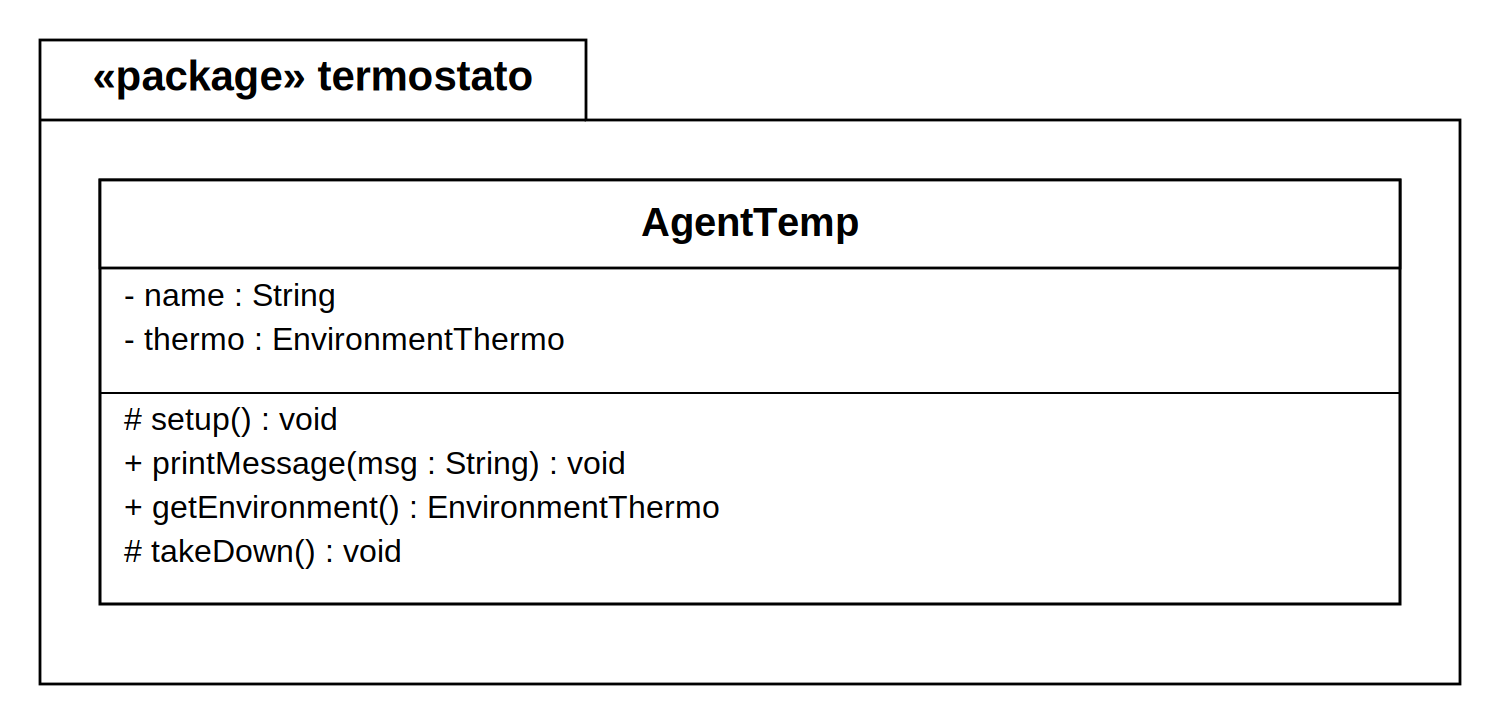 «package» termostato
AgentTemp
- name : String
- thermo : EnvironmentThermo
# setup() : void
+ printMessage(msg : String) : void
+ getEnvironment() : EnvironmentThermo
# takeDown() : void